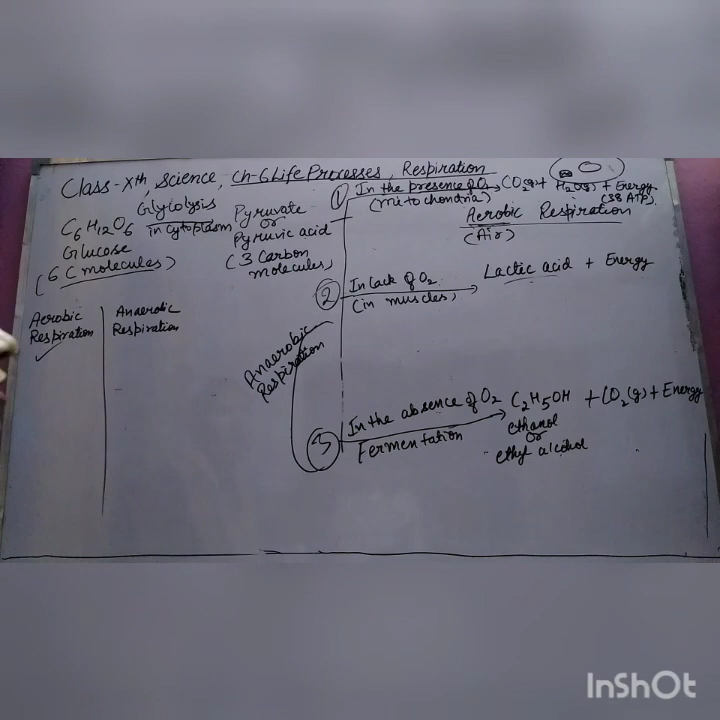 Class-Xth, Science, Ch-6 Life Processes, Respiration
Glycolysis
C6H12O6 in cytoplasm Pyruvate
or
Glucose Pyruvic acid
(6 C molecules) (3 Carbon
molecules)
1 In the presence of O2 CO2(g) + H2O(g) + Energy
(mitochondria) (38 ATP)
Aerobic Respiration
(Air)
2 In lack of O2 Lactic acid + Energy
(in muscles)
Anaerobic
Respiration
3 In the absence of O2 C2H5OH + CO2(g) + Energy
Fermentation ethanol
or
ethyl alcohol
Aerobic Anaerobic
Respiration Respiration
InShOt